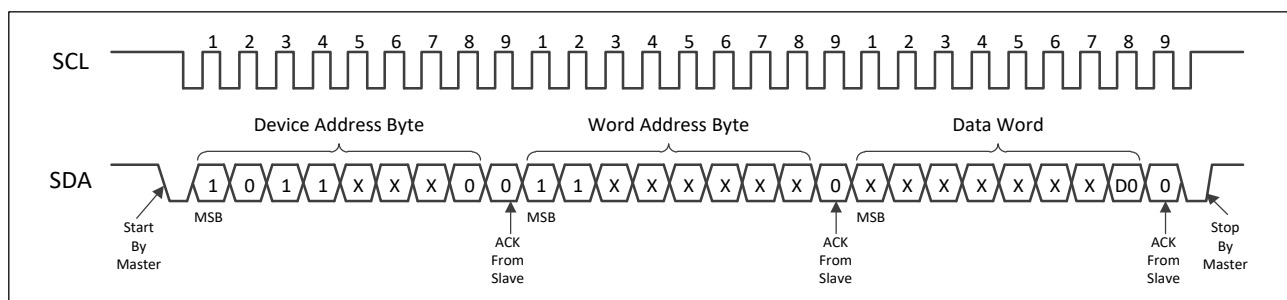 1 2 3 4 5 6 7 8 9 1 2 3 4 5 6 7 8 9 1 2 3 4 5 6 7 8 9
SCL
Device Address Byte Word Address Byte Data Word
SDA 1 0 1 1 X X X 0 0 1 1 X X X X X X 0 X X X X X X X D0 0
MSB MSB MSB
Start
By
Master
ACK
From
Slave
ACK
From
Slave
ACK
From
Slave
Stop
By
Master